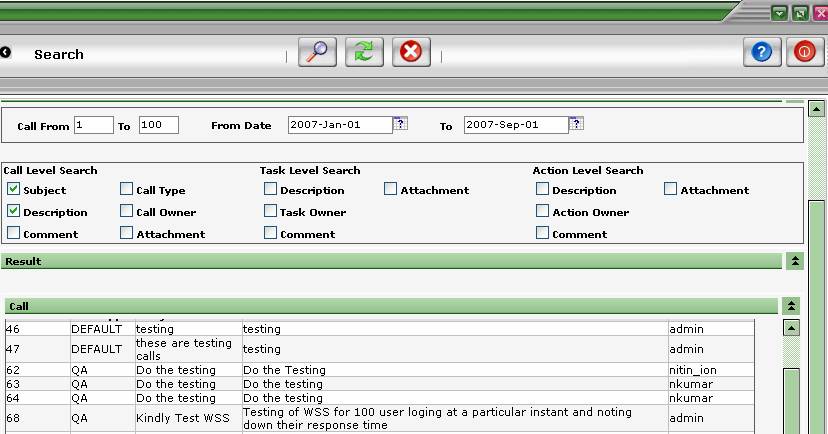 Search
Call From 1 To 100 From Date 2007-Jan-01 ? To 2007-Sep-01 ?
Call Level Search Task Level Search Action Level Search
Subject Call Type Description Attachment Description Attachment
Description Call Owner Task Owner Action Owner
Comment Attachment Comment Comment
Result
Call
46 DEFAULT testing testing admin
47 DEFAULT these are testing calls testing admin
62 QA Do the testing Do the Testing nitin_ion
63 QA Do the testing Do the testing nkumar
64 QA Do the testing Do the testing nkumar
68 QA Kindly Test WSS Testing of WSS for 100 user loging at a particular instant and noting down their response time admin